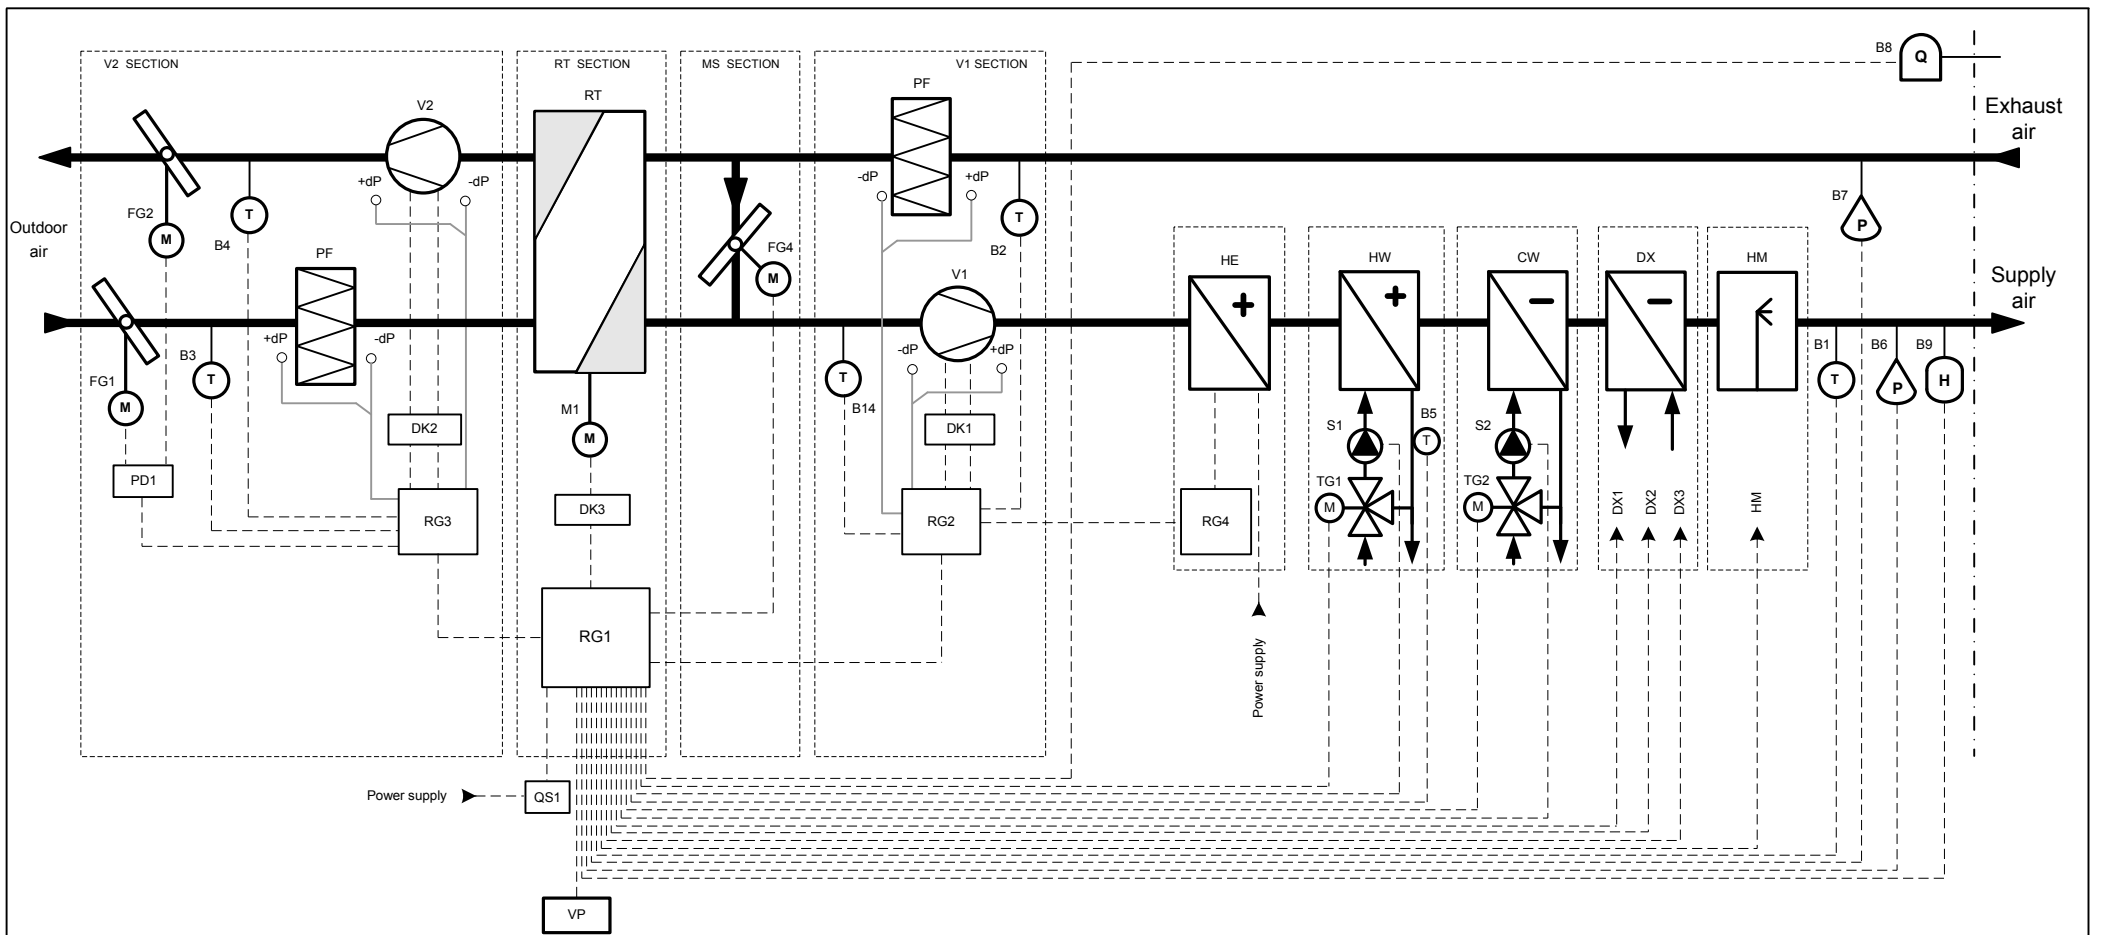 V2 SECTION
RT SECTION
MS SECTION
V1 SECTION
B8
Q
Exhaust
air
RT
PF
V2
+dP
-dP
-dP
+dP
B7
P
FG2
M
T
B4
T
B2
Outdoor
air
FG4
M
PF
V1
HE
+
HW
+
CW
−
DX
−
HM
Supply
air
+dP
-dP
B3
T
-dP
+dP
FG1
M
T
B14
B1
T
B6
P
B9
H
M1
M
DK2
DK1
S1
B5
T
S2
PD1
TG1
M
TG2
M
RG3
DK3
RG2
RG4
DX1
DX2
DX3
HM
RG1
Power supply
Power supply
QS1
VP